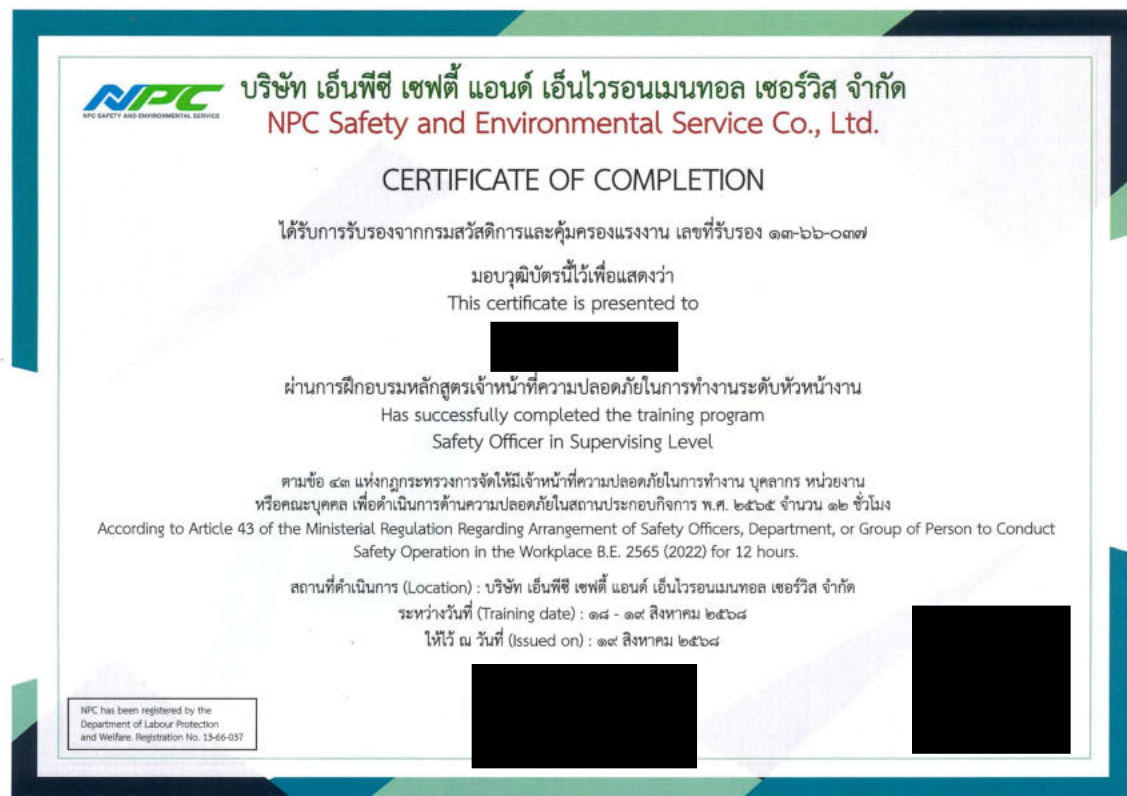 NPC
NPC SAFETY AND ENVIRONMENTAL SERVICE
บริษัท เอ็นพีซี เซฟตี้ แอนด์ เอ็นไวรอนเมนทอล เซอร์วิส จำกัด
NPC Safety and Environmental Service Co., Ltd.
CERTIFICATE OF COMPLETION
ได้รับการรับรองจากกรมสวัสดิการและคุ้มครองแรงงาน เลขที่รับรอง ๑๓-๖๖-๐๓๗
มอบวุฒิบัตรนี้ไว้เพื่อแสดงว่า
This certificate is presented to
ผ่านการฝึกอบรมหลักสูตรเจ้าหน้าที่ความปลอดภัยในการทำงานระดับหัวหน้างาน
Has successfully completed the training program
Safety Officer in Supervising Level
ตามข้อ ๔๓ แห่งกฎกระทรวงการจัดให้มีเจ้าหน้าที่ความปลอดภัยในการทำงาน บุคลากร หน่วยงาน
หรือคณะบุคคล เพื่อดำเนินการด้านความปลอดภัยในสถานประกอบกิจการ พ.ศ. ๒๕๖๕ จำนวน ๑๒ ชั่วโมง
According to Article 43 of the Ministerial Regulation Regarding Arrangement of Safety Officers, Department, or Group of Person to Conduct
Safety Operation in the Workplace B.E. 2565 (2022) for 12 hours.
สถานที่ดำเนินการ (Location) : บริษัท เอ็นพีซี เซฟตี้ แอนด์ เอ็นไวรอนเมนทอล เซอร์วิส จำกัด
ระหว่างวันที่ (Training date) : ๑๘ - ๑๙ สิงหาคม ๒๕๖๘
ให้ไว้ ณ วันที่ (Issued on) : ๑๙ สิงหาคม ๒๕๖๘
NPC has been registered by the
Department of Labour Protection
and Welfare. Registration No. 13-66-037